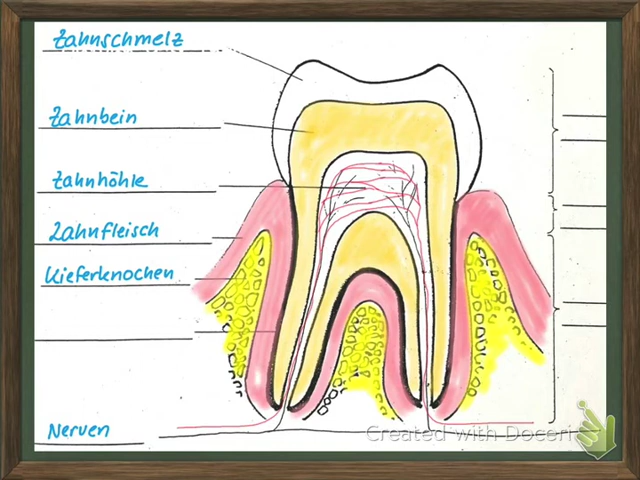 Zahnschmelz
Zahnbein
Zahnhöhle
Zahnfleisch
Kieferknochen
Nerven
Created with Doceri